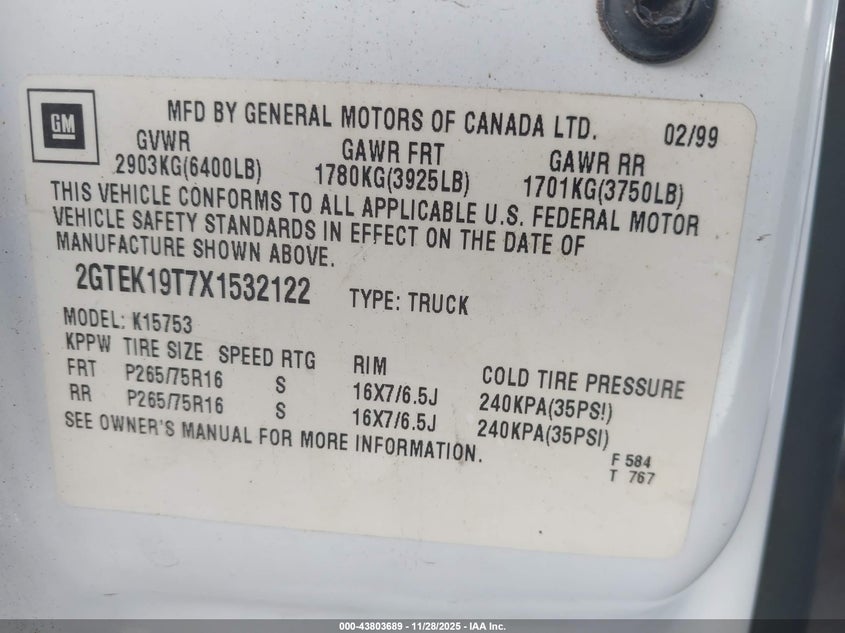 GM
MFD BY GENERAL MOTORS OF CANADA LTD. 02/99
GVWR GAWR FRT GAWR RR
2903KG(6400LB) 1780KG(3925LB) 1701KG(3750LB)
THIS VEHICLE CONFORMS TO ALL APPLICABLE U.S. FEDERAL MOTOR
VEHICLE SAFETY STANDARDS IN EFFECT ON THE DATE OF
MANUFACTURE SHOWN ABOVE.
2GTEK19T7X1532122 TYPE: TRUCK
MODEL: K15753
KPPW TIRE SIZE SPEED RTG RIM COLD TIRE PRESSURE
FRT P265/75R16 S 16X7/6.5J 240KPA(35PS!)
RR P265/75R16 S 16X7/6.5J 240KPA(35PSI)
SEE OWNER'S MANUAL FOR MORE INFORMATION.
F 584
T 767
000-43803689 | 11/28/2025 | IAA Inc.